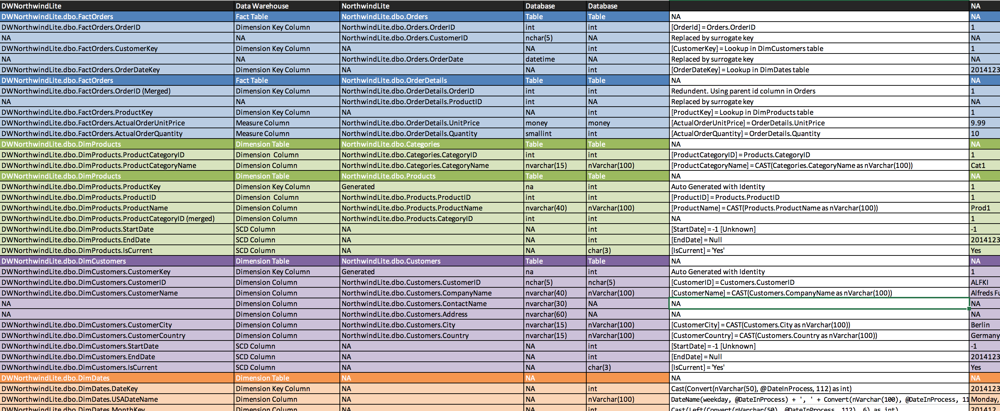 DWNorthwindLite Data Warehouse NorthwindLite Database Database NA
DWNorthwindLite.dbo.FactOrders Fact Table NorthwindLite.dbo.Orders Table Table NA NA
DWNorthwindLite.dbo.FactOrders.OrderID Dimension Key Column NorthwindLite.dbo.Orders.OrderID int int [OrderId] = Orders.OrderID 1
NA NA NorthwindLite.dbo.Orders.CustomerID nchar(5) NA Replaced by surrogate key NA
DWNorthwindLite.dbo.FactOrders.CustomerKey Dimension Key Column NA NA int [CustomerKey] = Lookup in DimCustomers table 1
NA NA NorthwindLite.dbo.Orders.OrderDate datetime NA Replaced by surrogate key NA
DWNorthwindLite.dbo.FactOrders.OrderDateKey Dimension Key Column NA NA int [OrderDateKey] = Lookup in DimDates table 2014123
DWNorthwindLite.dbo.FactOrders Fact Table NorthwindLite.dbo.OrderDetails Table Table NA NA
DWNorthwindLite.dbo.FactOrders.OrderID (Merged) Dimension Key Column NorthwindLite.dbo.OrderDetails.OrderID int int Redundent. Using parent id column in Orders 1
NA NA NorthwindLite.dbo.OrderDetails.ProductID int NA Replaced by surrogate key NA
DWNorthwindLite.dbo.FactOrders.ProductKey Dimension Key Column NA NA int [ProductKey] = Lookup in DimProducts table 1
DWNorthwindLite.dbo.FactOrders.ActualOrderUnitPrice Measure Column NorthwindLite.dbo.OrderDetails.UnitPrice money money [ActualOrderUnitPrice] = OrderDetails.UnitPrice 9.99
DWNorthwindLite.dbo.FactOrders.ActualOrderQuantity Measure Column NorthwindLite.dbo.OrderDetails.Quantity smallint int [ActualOrderQuantity] = OrderDetails.Quantity 10
DWNorthwindLite.dbo.DimProducts Dimension Table NorthwindLite.dbo.Categories Table Table NA NA
DWNorthwindLite.dbo.DimProducts.ProductCategoryID Dimension Column NorthwindLite.dbo.Categories.CategoryID int int [ProductCategoryID] = Products.CategoryID 1
DWNorthwindLite.dbo.DimProducts.ProductCategoryName Dimension Column NorthwindLite.dbo.Categories.CategoryName nvarchar(15) nVarchar(100) [ProductCategoryName] = CAST(Categories.CategoryName as nVarchar(100)) Cat1
DWNorthwindLite.dbo.DimProducts Dimension Table NorthwindLite.dbo.Products Table Table NA NA
DWNorthwindLite.dbo.DimProducts.ProductKey Dimension Key Column Generated na int Auto Generated with Identity 1
DWNorthwindLite.dbo.DimProducts.ProductID Dimension Column NorthwindLite.dbo.Products.ProductID int int [ProductID] = Products.ProductID 1
DWNorthwindLite.dbo.DimProducts.ProductName Dimension Column NorthwindLite.dbo.Products.ProductName nvarchar(40) nVarchar(100) [ProductName] = CAST(Products.ProductName as nVarchar(100)) Prod1
DWNorthwindLite.dbo.DimProducts.ProductCategoryID (merged) Dimension Column NorthwindLite.dbo.Products.CategoryID int int NA 1
DWNorthwindLite.dbo.DimProducts.StartDate SCD Column NA NA int [StartDate] = -1 [Unknown] -1
DWNorthwindLite.dbo.DimProducts.EndDate SCD Column NA NA int [EndDate] = Null 2014123
DWNorthwindLite.dbo.DimProducts.IsCurrent SCD Column NA NA char(3) [IsCurrent] = 'Yes' Yes
DWNorthwindLite.dbo.DimCustomers Dimension Table NorthwindLite.dbo.Customers Table Table NA NA
DWNorthwindLite.dbo.DimCustomers.CustomerKey Dimension Key Column Generated na int Auto Generated with Identity 1
DWNorthwindLite.dbo.DimCustomers.CustomerID Dimension Column NorthwindLite.dbo.Customers.CustomerID nchar(5) nchar(5) [CustomerID] = Customers.CustomerID ALFKI
DWNorthwindLite.dbo.DimCustomers.CustomerName Dimension Column NorthwindLite.dbo.Customers.CompanyName nvarchar(40) nVarchar(100) [CustomerName] = CAST(Customers.CompanyName as nVarchar(100)) Alfreds Fu
NA Dimension Column NorthwindLite.dbo.Customers.ContactName nvarchar(30) NA NA NA
NA Dimension Column NorthwindLite.dbo.Customers.Address nvarchar(60) NA NA NA
DWNorthwindLite.dbo.DimCustomers.CustomerCity Dimension Column NorthwindLite.dbo.Customers.City nvarchar(15) nVarchar(100) [CustomerCity] = CAST(Customers.City as nVarchar(100)) Berlin
DWNorthwindLite.dbo.DimCustomers.CustomerCountry Dimension Column NorthwindLite.dbo.Customers.Country nvarchar(15) nVarchar(100) [CustomerCountry] = CAST(Customers.Country as nVarchar(100)) Germany
DWNorthwindLite.dbo.DimCustomers.StartDate SCD Column NA NA int [StartDate] = -1 [Unknown] -1
DWNorthwindLite.dbo.DimCustomers.EndDate SCD Column NA NA int [EndDate] = Null 2014123
DWNorthwindLite.dbo.DimCustomers.IsCurrent SCD Column NA NA char(3) [IsCurrent] = 'Yes' Yes
DWNorthwindLite.dbo.DimDates Dimension Table NA NA NA NA
DWNorthwindLite.dbo.DimDates.DateKey Dimension Key Column NA NA int Cast(Convert(nVarchar(50), @DateInProcess, 112) as int) 2014123
DWNorthwindLite.dbo.DimDates.USADateName Dimension Column NA NA nVarchar(100) DateName(weekday, @DateInProcess) + ', ' + Convert(nVarchar(100), @DateInProcess, 11 Monday,
DWNorthwindLite.dbo.DimDates.MonthKey Dimension Column NA NA int Cast(Left(Convert(nVarchar(50), @DateInProcess, 112), 6) as int) 201412